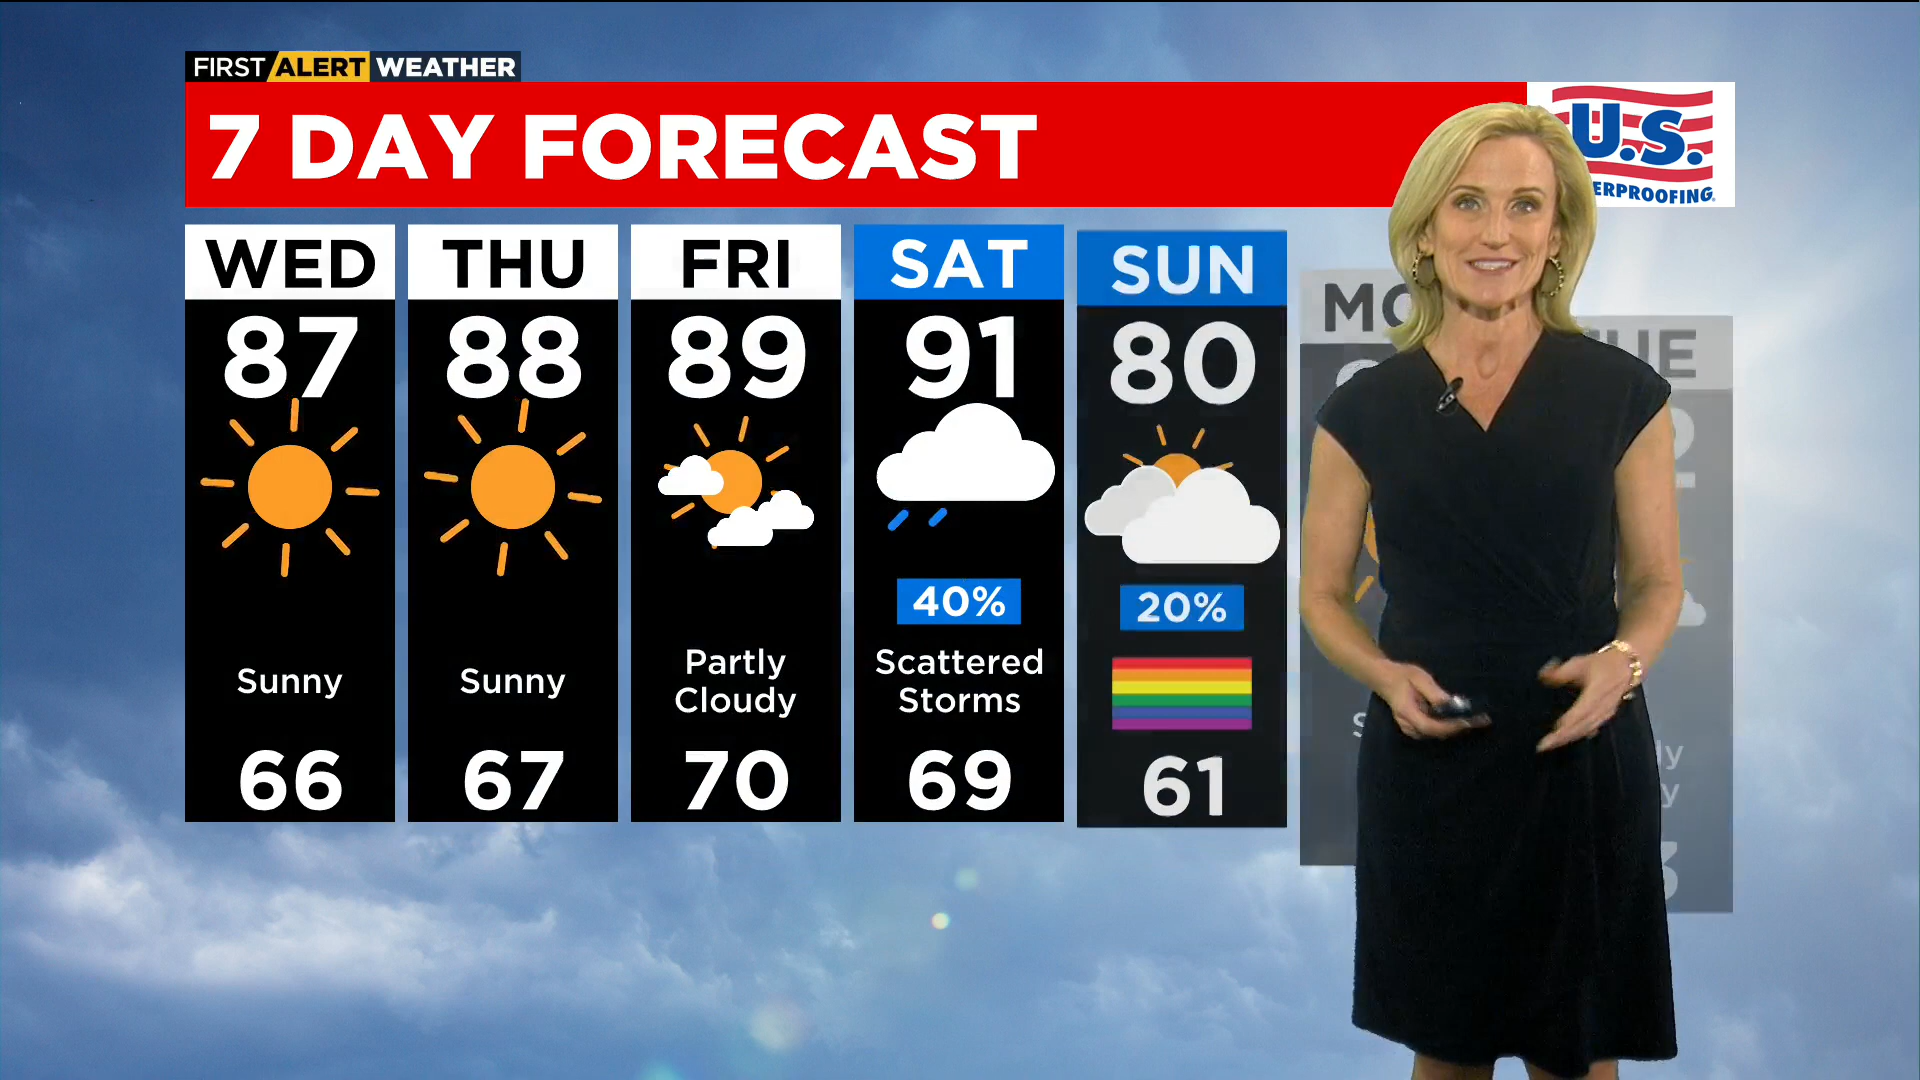 FIRST ALERT WEATHER
7 DAY FORECAST
U.S.
ERPROOFING
WED
87
Sunny
66
THU
88
Sunny
67
FRI
89
Partly
Cloudy
70
SAT
91
40%
Scattered
Storms
69
SUN
80
20%
61